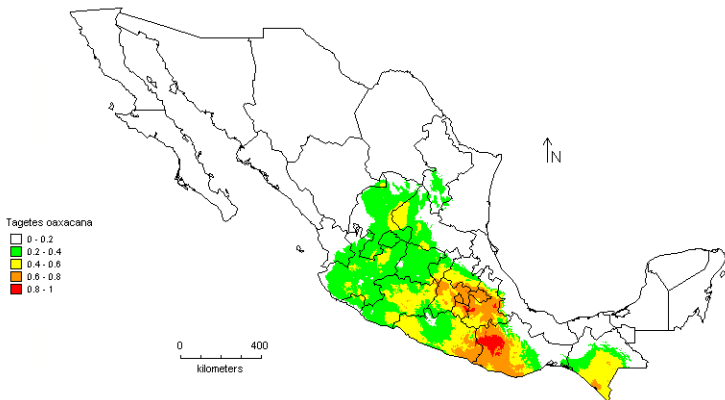 N
Tagetes oaxacana
0 - 0.2
0.2 - 0.4
0.4 - 0.6
0.6 - 0.8
0.8 - 1
0 400
kilometers